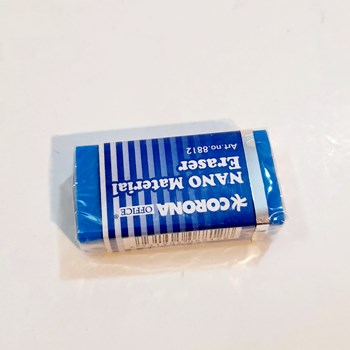 CORONA®
OFFICE
NANO Material
Eraser
Art.no.8812